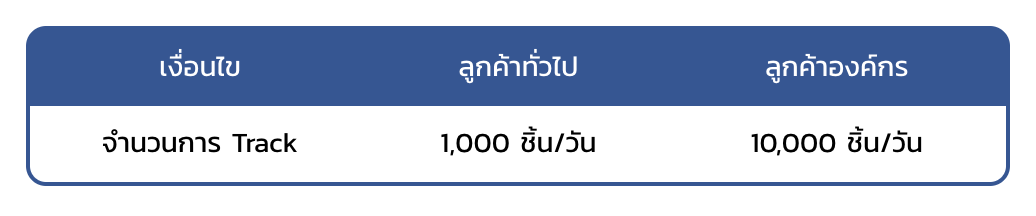 เงื่อนไข ลูกค้าทั่วไป ลูกค้าองค์กร
จำนวนการ Track 1,000 ชิ้น/วัน 10,000 ชิ้น/วัน